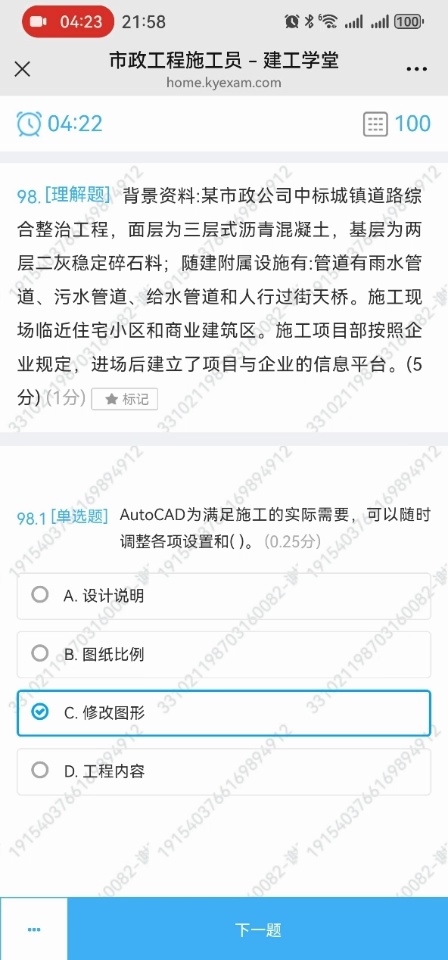 04:23 21:58 6 100
市政工程施工员 – 建工学堂
home.kyexam.com
04:22 100
98. [理解题] 背景资料:某市政公司中标城镇道路综
合整治工程，面层为三层式沥青混凝土，基层为两
层二灰稳定碎石料；随建附属设施有:管道有雨水管
道、污水管道、给水管道和人行过街天桥。施工现
场临近住宅小区和商业建筑区。施工项目部按照企
业规定，进场后建立了项目与企业的信息平台。(5
分) (1分) 标记
98.1 [单选题] AutoCAD为满足施工的实际需要，可以随时
调整各项设置和( )。 (0.25分)
A. 设计说明
B. 图纸比例
C. 修改图形
D. 工程内容
下一题